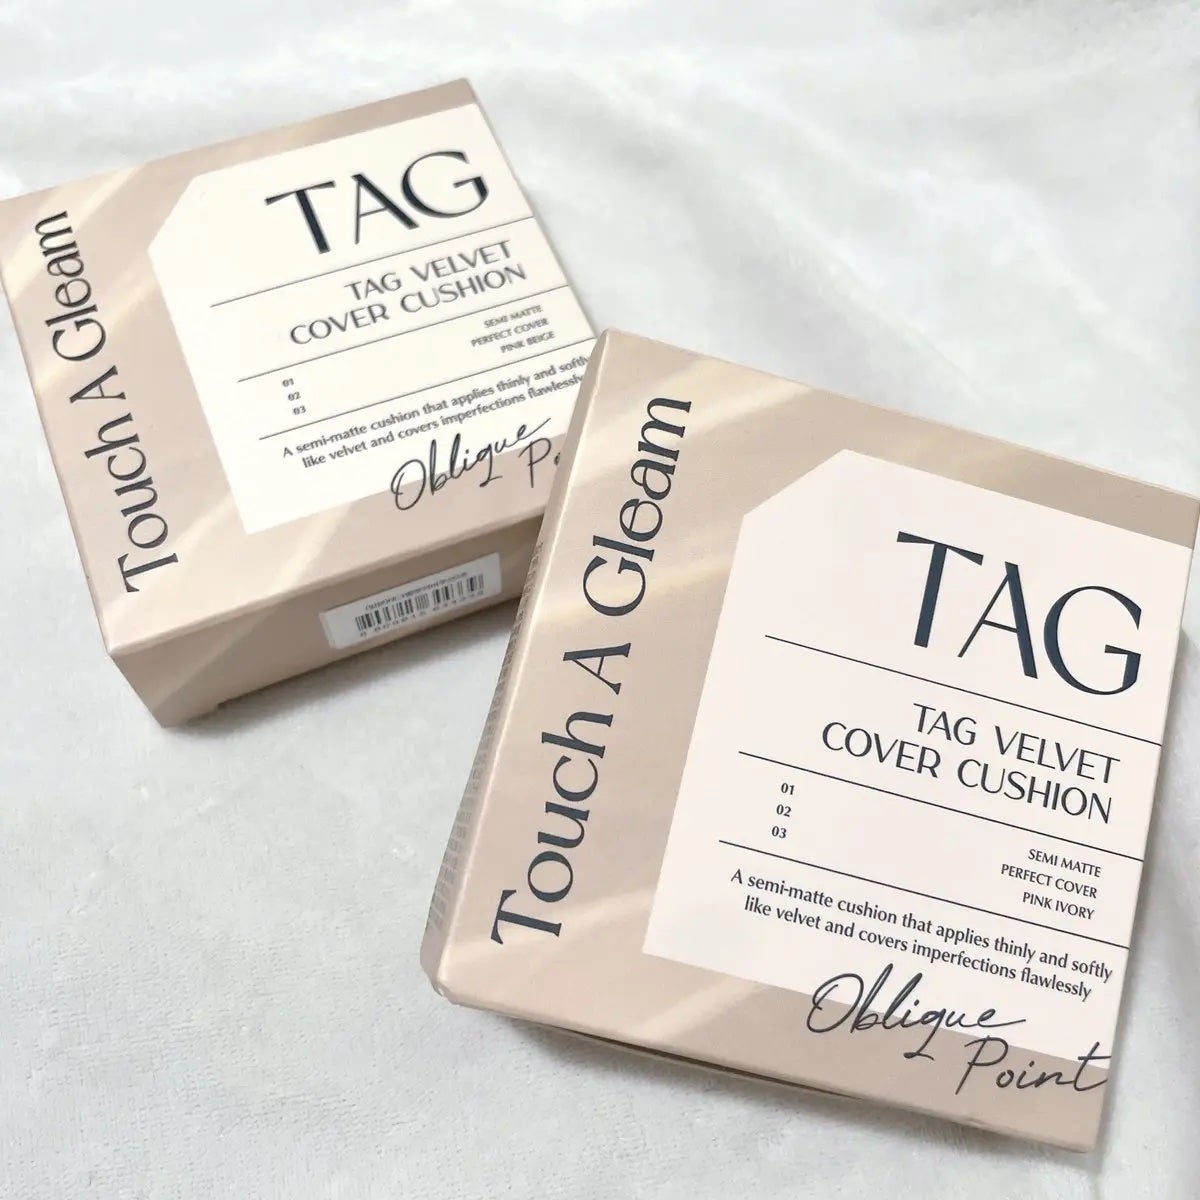 TAG
TAG VELVET
COVER CUSHION
SEMI MATTE
PERFECT COVER
PINK BEIGE
01
02
03
A semi-matte cushion that applies thinly and softly
like velvet and covers imperfections flawlessly
Oblique
Touch A Gleam
TAG
TAG VELVET
COVER CUSHION
01
02
03
SEMI MATTE
PERFECT COVER
PINK IVORY
A semi-matte cushion that applies thinly and softly
like velvet and covers imperfections flawlessly
Oblique
Point
Touch A Gleam